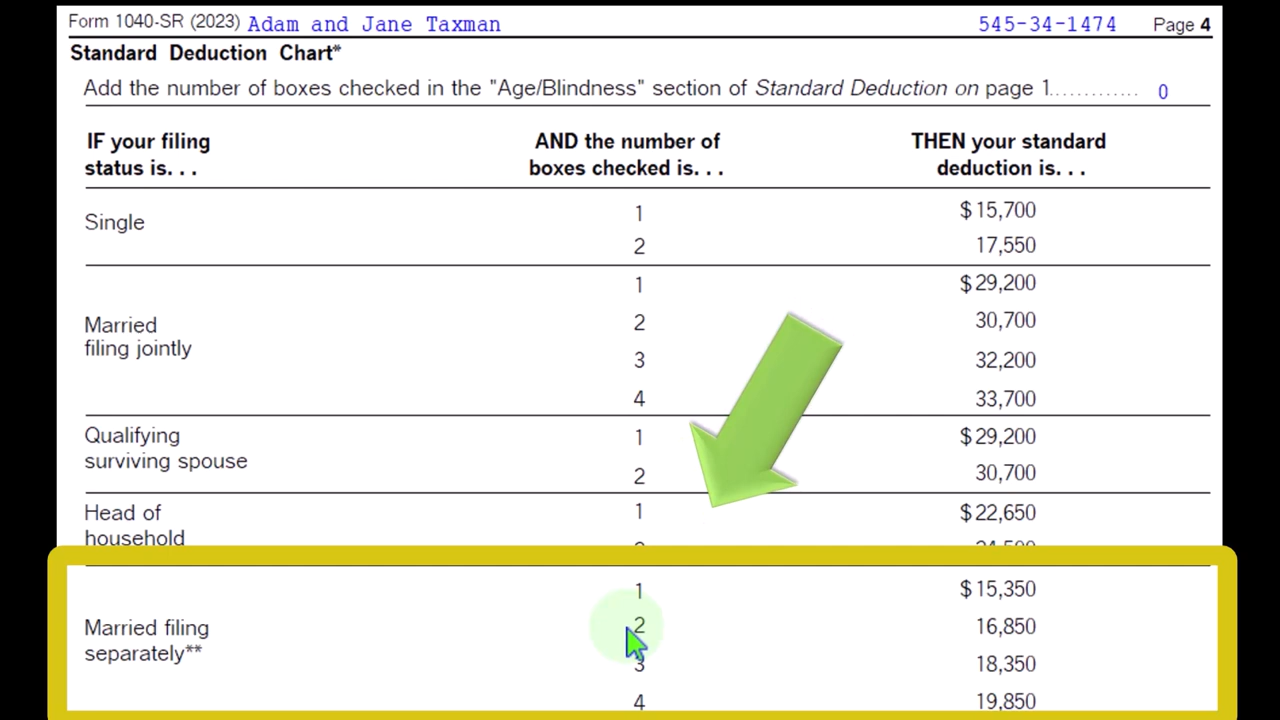 Form 1040-SR (2023) Adam and Jane Taxman 545-34-1474 Page 4
Standard Deduction Chart*
Add the number of boxes checked in the "Age/Blindness" section of Standard Deduction on page 1............. 0
IF your filing status is. . . AND the number of boxes checked is. . . THEN your standard deduction is. . .
Single
1 $15,700
2 17,550
Married filing jointly
1 $29,200
2 30,700
3 32,200
4 33,700
Qualifying surviving spouse
1 $29,200
2 30,700
Head of household
1 $22,650
Married filing separately**
1 $15,350
2 16,850
3 18,350
4 19,850